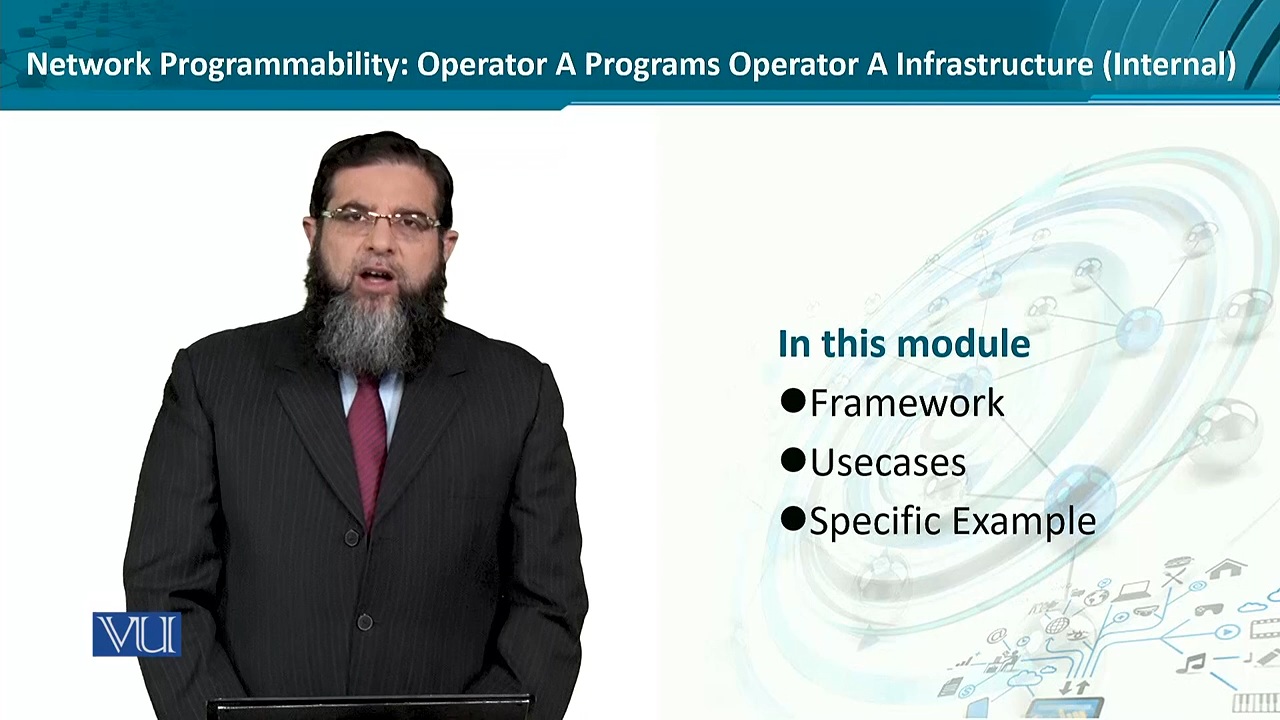 Network Programmability: Operator A Programs Operator A Infrastructure (Internal)
In this module
●Framework
●Usecases
●Specific Example
VU